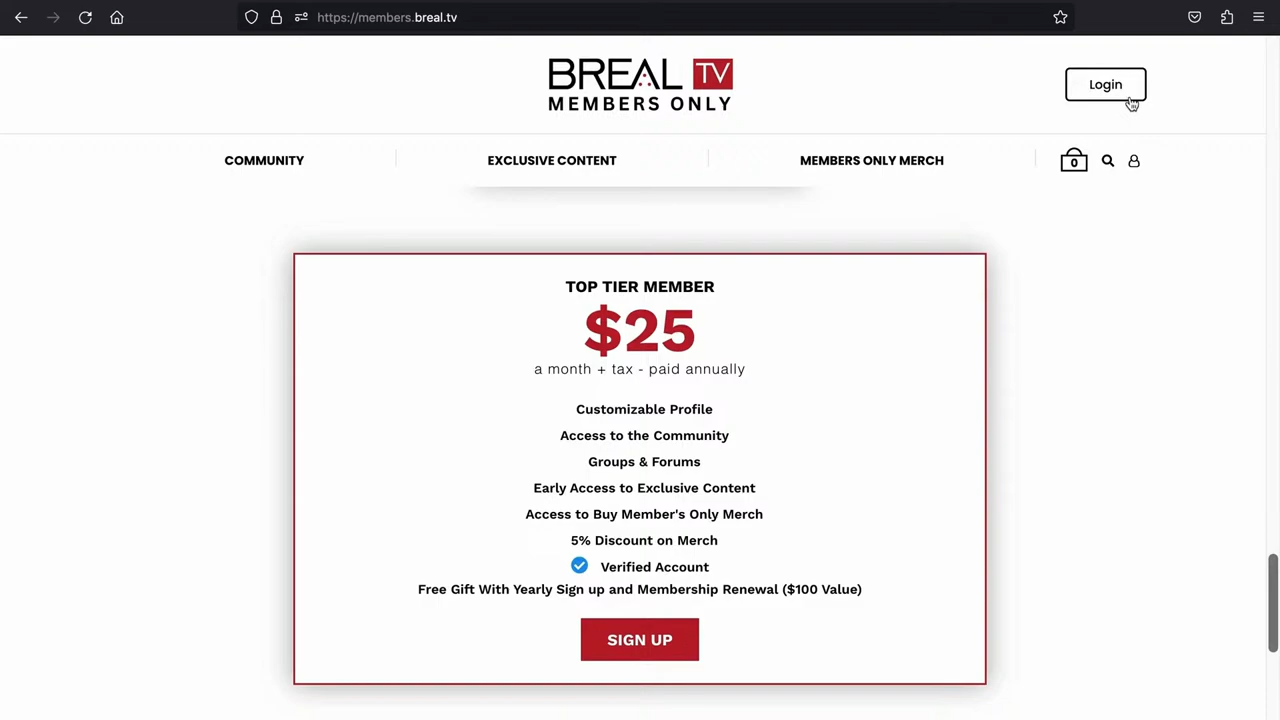 https://members.breal.tv
BREAL TV
MEMBERS ONLY
Login
COMMUNITY
EXCLUSIVE CONTENT
MEMBERS ONLY MERCH
0
TOP TIER MEMBER
$25
a month + tax - paid annually
Customizable Profile
Access to the Community
Groups & Forums
Early Access to Exclusive Content
Access to Buy Member's Only Merch
5% Discount on Merch
Verified Account
Free Gift With Yearly Sign up and Membership Renewal ($100 Value)
SIGN UP